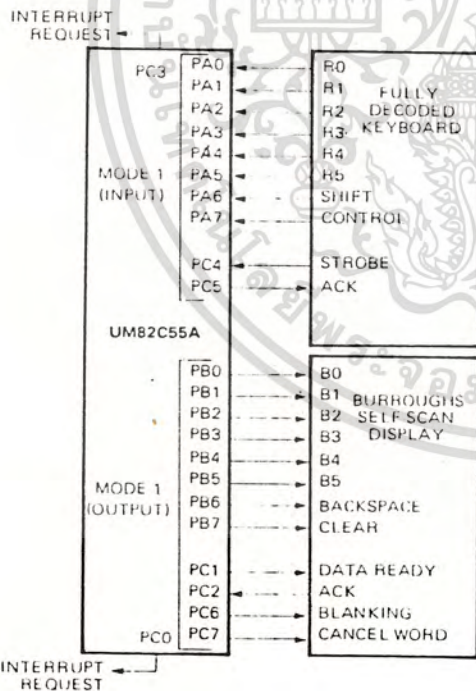 INTERRUPT
REQUEST
PC3
PA0
PA1
PA2
PA3
PA4
PA5
PA6
PA7
MODE 1
(INPUT)
PC4
PC5
R0
R1
R2
R3
R4
R5
SHIFT
CONTROL
FULLY
DECODED
KEYBOARD
STROBE
ACK
UM82C55A
PB0
PB1
PB2
PB3
PB4
PB5
PB6
PB7
MODE 1
(OUTPUT)
PC1
PC2
PC6
PC7
PC0
B0
B1
B2
B3
B4
B5
BURROUGHS
SELF SCAN
DISPLAY
BACKSPACE
CLEAR
DATA READY
ACK
BLANKING
CANCEL WORD
INTERRUPT
REQUEST